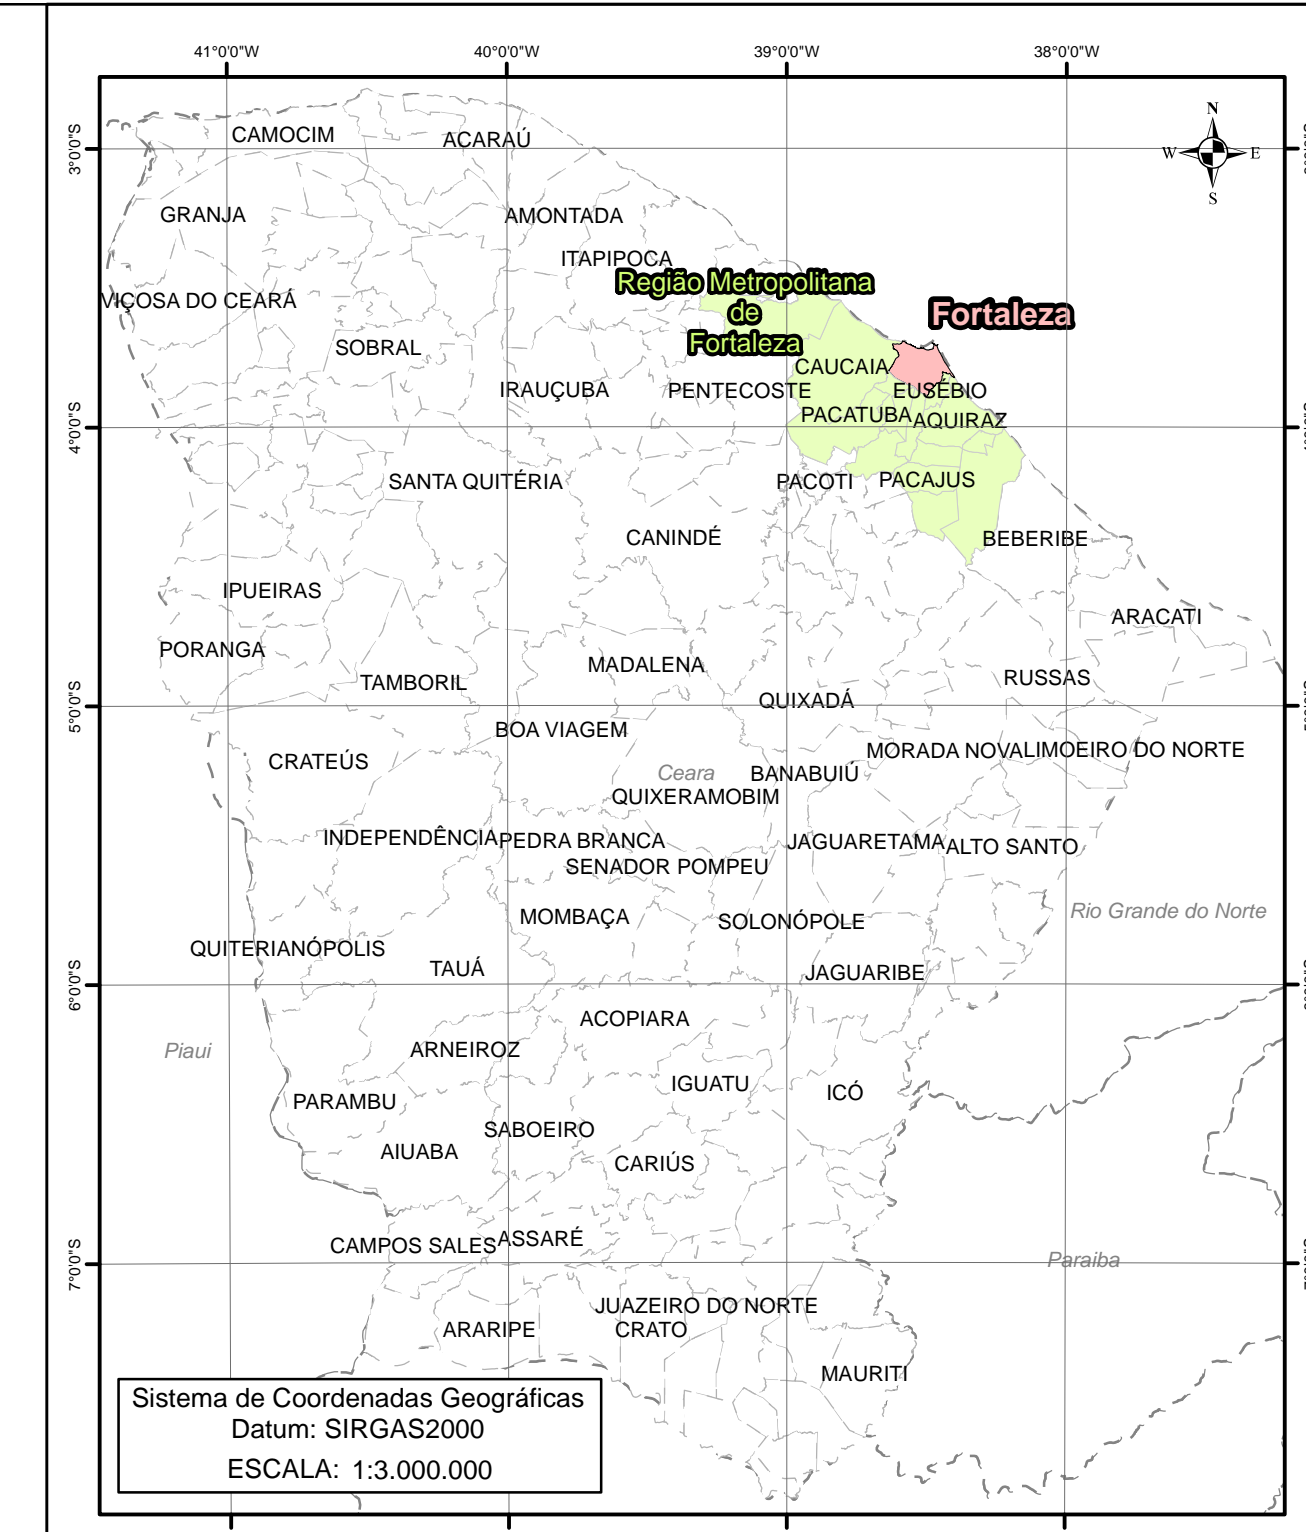 41°0'0"W
40°0'0"W
39°0'0"W
38°0'0"W
N
W
E
S
3°0'0"S
CAMOCIM
ACARAÚ
GRANJA
AMONTADA
ITAPIPOCA
Região Metropolitana
de
Fortaleza
Fortaleza
VIÇOSA DO CEARÁ
SOBRAL
CAUCAIA
IRAUÇUBA
PENTECOSTE
EUSÉBIO
PACATUBA
AQUIRAZ
4°0'0"S
SANTA QUITÉRIA
PACOTI
PACAJUS
CANINDÉ
BEBERIBE
IPUEIRAS
ARACATI
PORANGA
MADALENA
TAMBORIL
RUSSAS
QUIXADÁ
5°0'0"S
BOA VIAGEM
MORADA NOVA
LIMOEIRO DO NORTE
CRATEÚS
Ceara
BANABUIÚ
QUIXERAMOBIM
INDEPENDÊNCIA
PEDRA BRANCA
JAGUARETAMA
ALTO SANTO
SENADOR POMPEU
MOMBAÇA
SOLONÓPOLE
Rio Grande do Norte
QUITERIANÓPOLIS
TAUÁ
JAGUARIBE
6°0'0"S
ACOPIARA
Piaui
ARNEIROZ
IGUATU
ICÓ
PARAMBU
SABOEIRO
AIUABA
CARIÚS
CAMPOS SALES
ASSARÉ
Paraiba
7°0'0"S
JUAZEIRO DO NORTE
ARARIPE
CRATO
MAURITI
Sistema de Coordenadas Geográficas
Datum: SIRGAS2000
ESCALA: 1:3.000.000